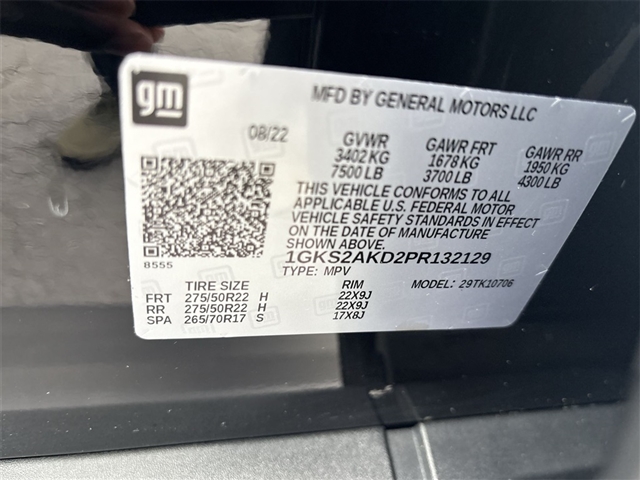 gm
MFD BY GENERAL MOTORS LLC
08/22 GVWR GAWR FRT GAWR RR
3402 KG 1678 KG 1950 KG
7500 LB 3700 LB 4300 LB
THIS VEHICLE CONFORMS TO ALL
APPLICABLE U.S. FEDERAL MOTOR
VEHICLE SAFETY STANDARDS IN EFFECT
ON THE DATE OF MANUFACTURE
SHOWN ABOVE.
8555
1GKS2AKD2PR132129
TYPE: MPV MODEL: 29TK10706
TIRE SIZE RIM
FRT 275/50R22 H 22X9J
RR 275/50R22 H 22X9J
SPA 265/70R17 S 17X8J